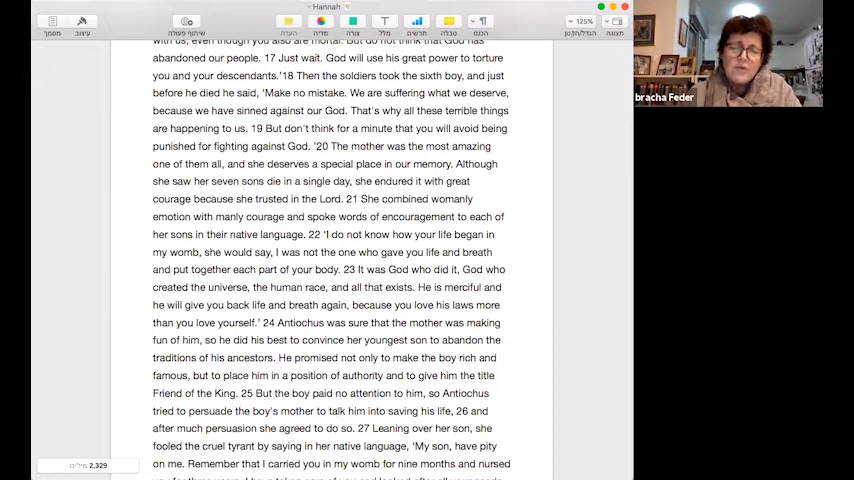 Hannah
125%
הגדל/הקטן
תצוגה
הכנס
טבלה
תרשים
מלל
צורה
מדיה
הערה
שיתוף פעולה
עיצוב
מסמך
with us, even though you also are mortal. But do not think that God has
abandoned our people. 17 Just wait. God will use his great power to torture
you and your descendants.'18 Then the soldiers took the sixth boy, and just
before he died he said, 'Make no mistake. We are suffering what we deserve,
because we have sinned against our God. That's why all these terrible things
are happening to us. 19 But don't think for a minute that you will avoid being
punished for fighting against God. '20 The mother was the most amazing
one of them all, and she deserves a special place in our memory. Although
she saw her seven sons die in a single day, she endured it with great
courage because she trusted in the Lord. 21 She combined womanly
emotion with manly courage and spoke words of encouragement to each of
her sons in their native language. 22 'I do not know how your life began in
my womb, she would say, I was not the one who gave you life and breath
and put together each part of your body. 23 It was God who did it, God who
created the universe, the human race, and all that exists. He is merciful and
he will give you back life and breath again, because you love his laws more
than you love yourself.' 24 Antiochus was sure that the mother was making
fun of him, so he did his best to convince her youngest son to abandon the
traditions of his ancestors. He promised not only to make the boy rich and
famous, but to place him in a position of authority and to give him the title
Friend of the King. 25 But the boy paid no attention to him, so Antiochus
tried to persuade the boy's mother to talk him into saving his life, 26 and
after much persuasion she agreed to do so. 27 Leaning over her son, she
fooled the cruel tyrant by saying in her native language, 'My son, have pity
on me. Remember that I carried you in my womb for nine months and nursed
2,329 מילים
bracha Feder